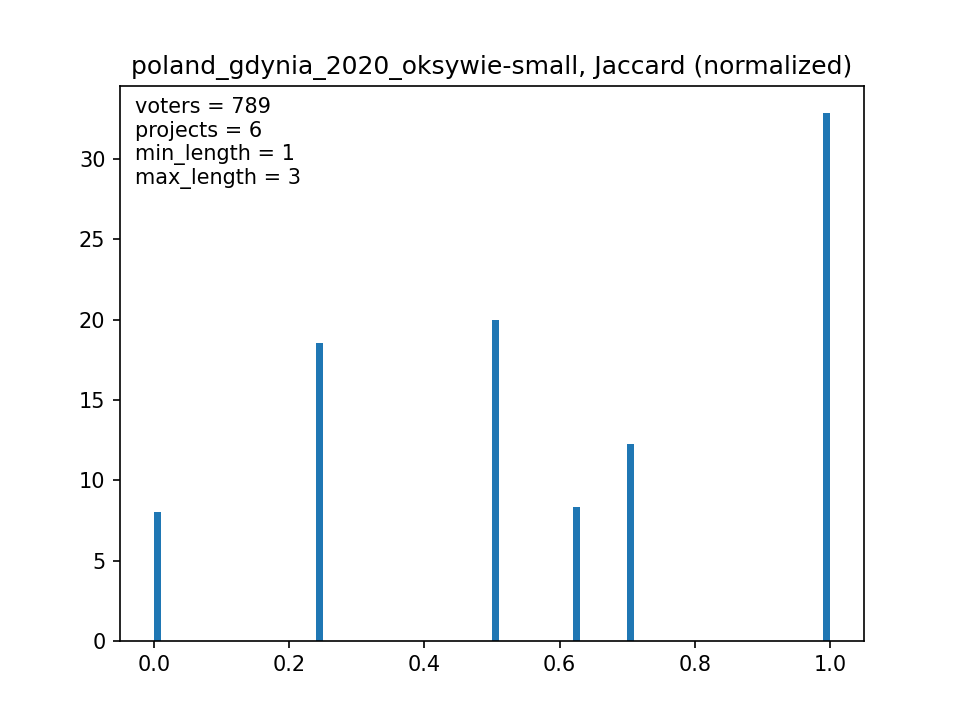 poland_gdynia_2020_oksywie-small, Jaccard (normalized)
voters = 789
projects = 6
min_length = 1
max_length = 3
30
25
20
15
10
5
0
0.0 0.2 0.4 0.6 0.8 1.0